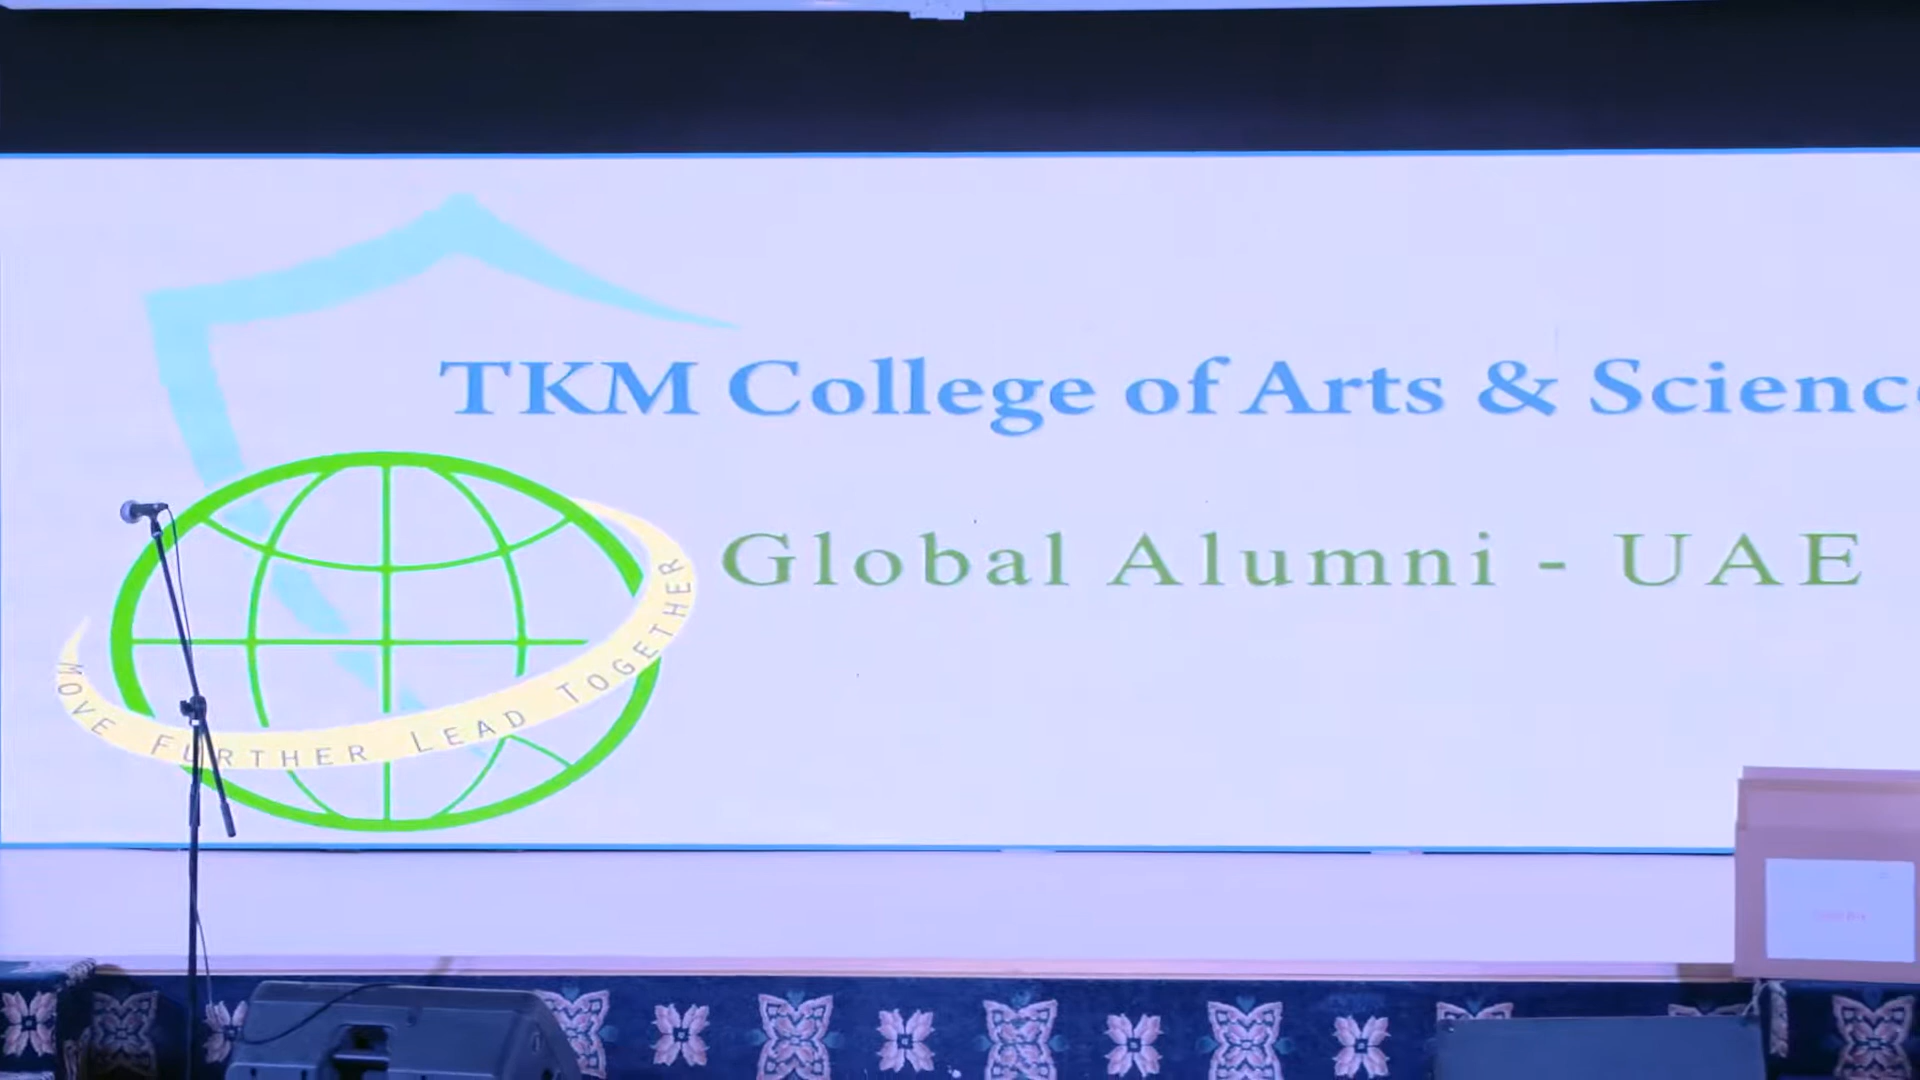 TKM College of Arts & Scienc
Global Alumni - UAE
MOVE FURTHER LEAD TOGETHER